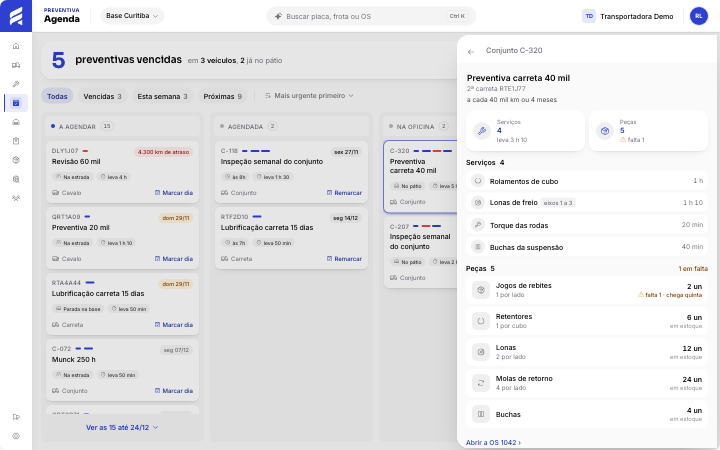 PREVENTIVA
Agenda
Base Curitiba
Buscar placa, frota ou OS
Ctrl K
TD
Transportadora Demo
RL
5 preventivas vencidas em 3 veículos, 2 já no pátio
Todas
Vencidas 3
Esta semana 3
Próximas 9
Mais urgente primeiro
A AGENDAR 15
DLY1J07
4.300 km de atraso
Revisão 60 mil
Na estrada
leva 4 h
Cavalo
Marcar dia
QRT1A09
dom 29/11
Preventiva 20 mil
Na estrada
leva 1 h 10
Cavalo
Marcar dia
RTA4A44
dom 29/11
Lubrificação carreta 15 dias
Parada na base
leva 50 min
Carreta
Marcar dia
C-072
seg 07/12
Munck 250 h
Na estrada
leva 50 min
Conjunto
Marcar dia
Ver as 15 até 24/12
AGENDADA 2
C-118
sex 27/11
Inspeção semanal do conjunto
às 8h
leva 1 h 30
Conjunto
Remarcar
RTF2D10
seg 14/12
Lubrificação carreta 15 dias
às 7h
leva 50 min
Carreta
Remarcar
NA OFICINA 2
C-320
Preventiva
carreta 40 mil
No pátio
Conjunto
C-207
Inspeção semanal
do conjunto
No pátio
Conjunto
Conjunto C-320
Preventiva carreta 40 mil
2ª carreta RTE1J77
a cada 40 mil km ou 4 meses
Serviços
4
leva 3 h 10
Peças
5
falta 1
Serviços 4
Rolamentos de cubo
1 h
Lonas de freio eixos 1 a 3
1 h 10
Torque das rodas
20 min
Buchas da suspensão
40 min
Peças 5
1 em falta
Jogos de rebites
2 un
1 por lado
falta 1 · chega quinta
Retentores
6 un
1 por cubo
em estoque
Lonas
12 un
2 por lado
em estoque
Molas de retorno
24 un
4 por lado
em estoque
Buchas
4 un
em estoque
Abrir a OS 1042 ›